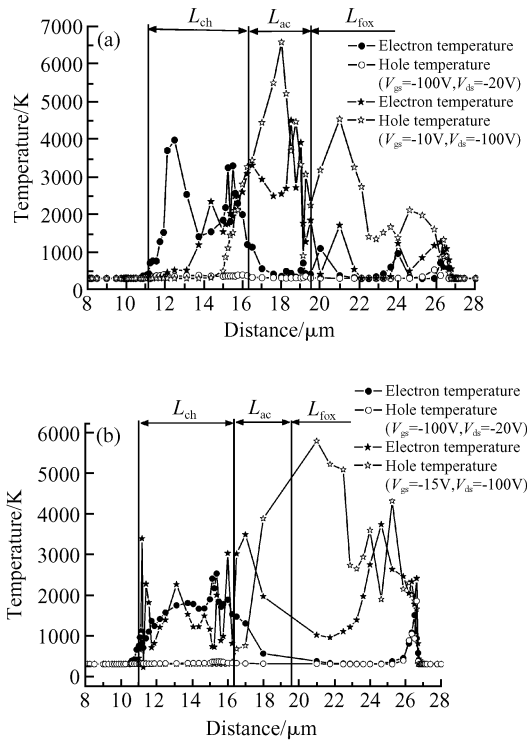 7000
6000
5000
4000
3000
2000
1000
0
Temperature/K
(a)
Lch
Lac
Lfox
Electron temperature
Hole temperature
(Vgs=-100V,Vds=-20V)
Electron temperature
Hole temperature
(Vgs=-10V,Vds=-100V)
8 10 12 14 16 18 20 22 24 26 28
Distance/μm
6000
5000
4000
3000
2000
1000
0
Temperature/K
(b)
Lch
Lac
Lfox
Electron temperature
Hole temperature
(Vgs=-100V,Vds=-20V)
Electron temperature
Hole temperature
(Vgs=-15V,Vds=-100V)
8 10 12 14 16 18 20 22 24 26 28
Distance/μm